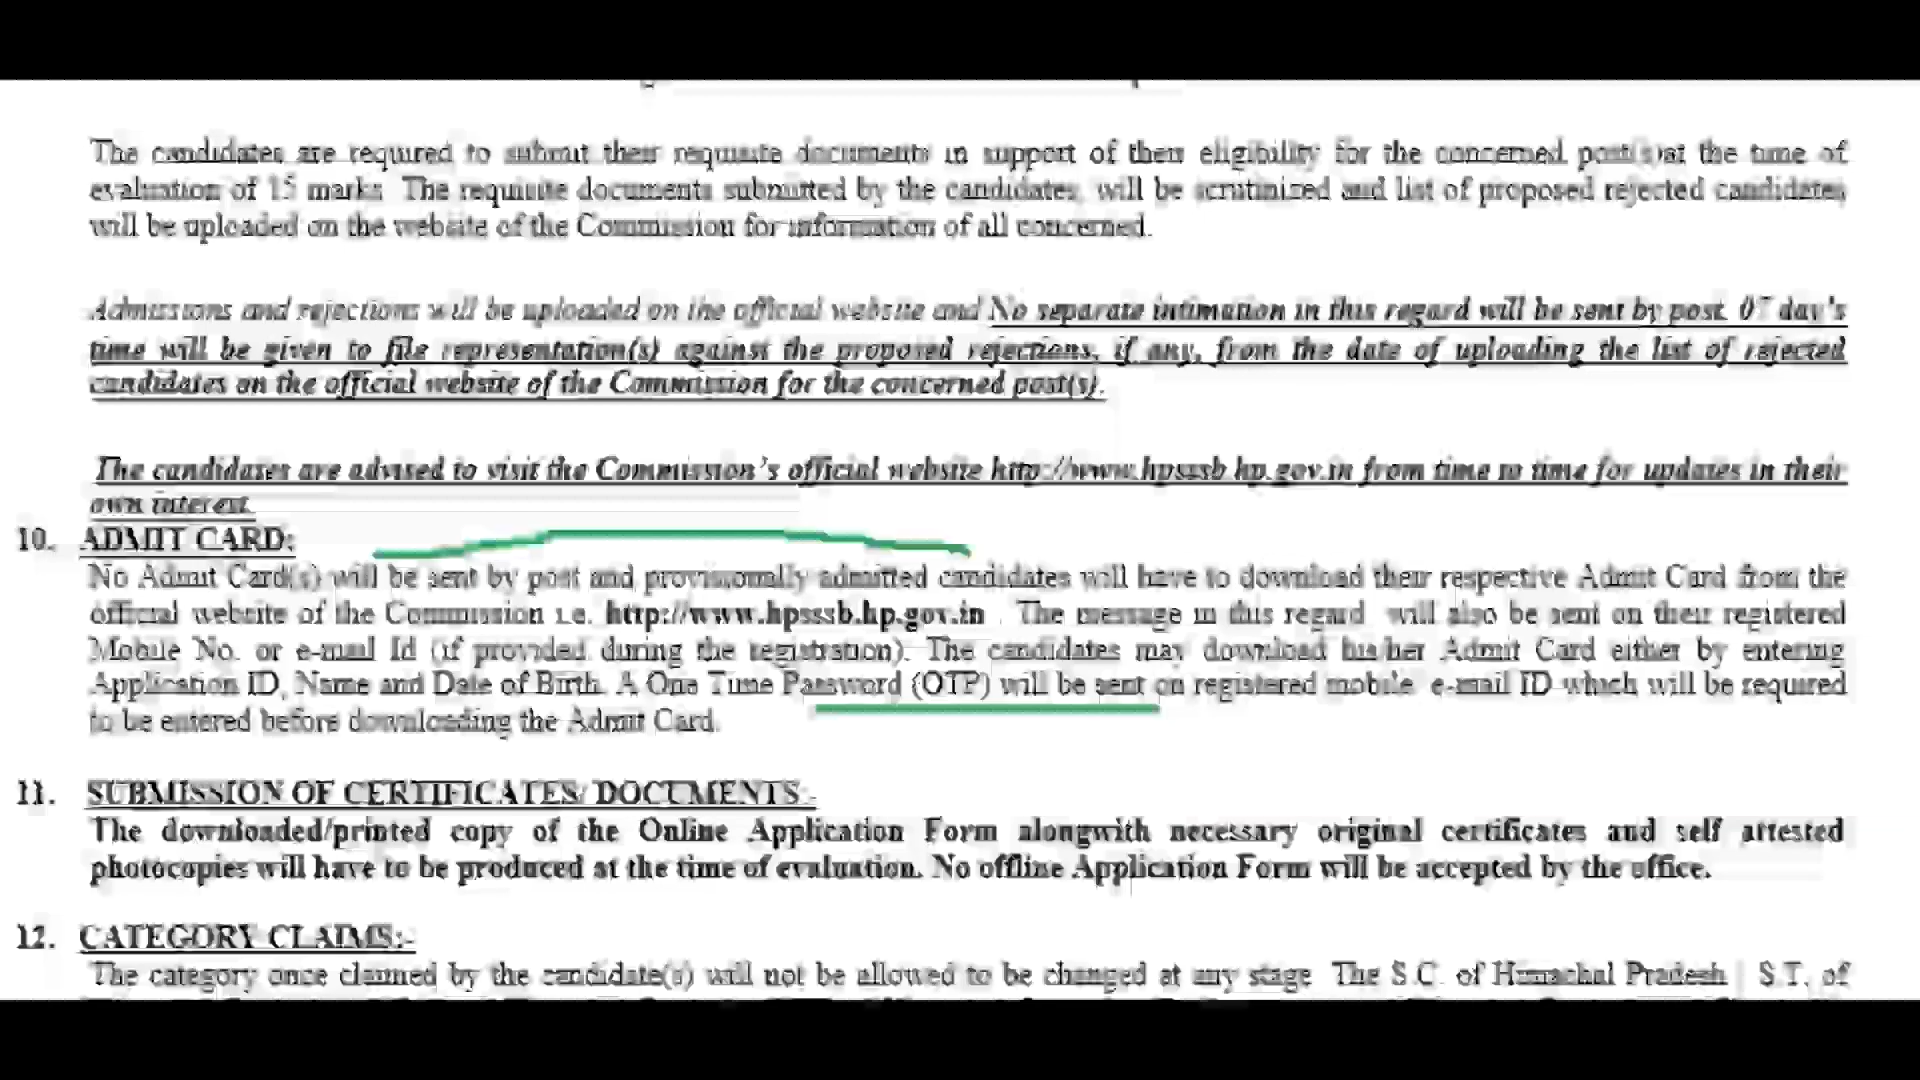 The candidates are required to submit their requisite documents in support of their eligibility for the concerned post(s)at the time of
evaluation of 15 marks. The requisite documents submitted by the candidates, will be scrutinized and list of proposed rejected candidates
will be uploaded on the website of the Commission for information of all concerned.
Admissions and rejections will be uploaded on the official website and No separate intimation in this regard will be sent by post. 07 day's
time will be given to file representation(s) against the proposed rejections, if any, from the date of uploading the list of rejected
candidates on the official website of the Commission for the concerned post(s).
The candidates are advised to visit the Commission's official website http://www.hpsssb.hp.gov.in from time to time for updates in their
own interest.
10. ADMIT CARD:
No Admit Card(s) will be sent by post and provisionally admitted candidates will have to download their respective Admit Card from the
official website of the Commission i.e. http://www.hpsssb.hp.gov.in . The message in this regard will also be sent on their registered
Mobile No. or e-mail Id (if provided during the registration). The candidates may download his/her Admit Card either by entering
Application ID, Name and Date of Birth. A One Time Password (OTP) will be sent on registered mobile e-mail ID which will be required
to be entered before downloading the Admit Card.
11. SUBMISSION OF CERTIFICATES/ DOCUMENTS:-
The downloaded/printed copy of the Online Application Form alongwith necessary original certificates and self attested
photocopies will have to be produced at the time of evaluation. No offline Application Form will be accepted by the office.
12. CATEGORY CLAIMS:-
The category once claimed by the candidate(s) will not be allowed to be changed at any stage. The S.C. of Himachal Pradesh | S.T. of